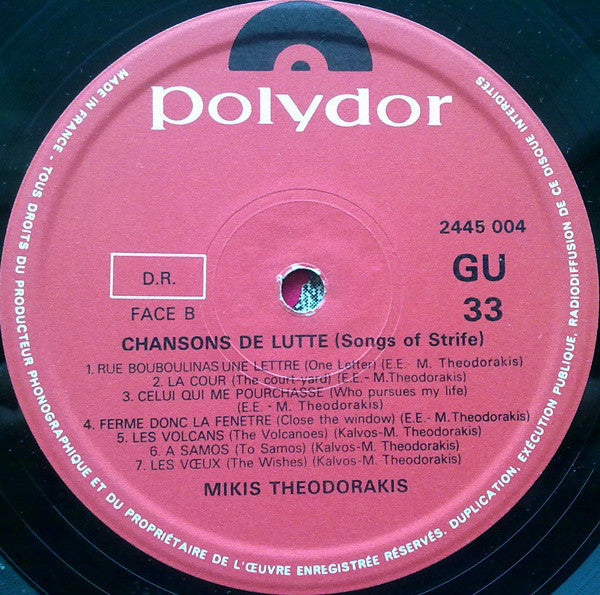 polydor
2445 004
D.R.
GU
FACE B
33
CHANSONS DE LUTTE (Songs of Strife)
1. RUE BOUBOULINAS UNE LETTRE (One Letter) (E.E.- M. Theodorakis)
2. LA COUR (The court yard) (E.E.- M.Theodorakis)
3. CELUI QUI ME POURCHASSE (Who pursues my life)
(E.E. - M. Theodorakis)
4. FERME DONC LA FENETRE (Close the window) (E.E.- M.Theodorakis)
5. LES VOLCANS (The Volcanoes) (Kalvos-M. Theodorakis)
6. A SAMOS (To Samos) (Kalvos-M. Theodorakis)
7. LES VŒUX (The Wishes) (Kalvos-M. Theodorakis)
MIKIS THEODORAKIS
MADE IN FRANCE - TOUS DROITS DU PRODUCTEUR PHONOGRAPHIQUE ET DU PROPRIÉTAIRE DE L'ŒUVRE ENREGISTRÉE RÉSERVÉS. DUPLICATION, EXÉCUTION PUBLIQUE, RADIODIFFUSION DE CE DISQUE INTERDITES